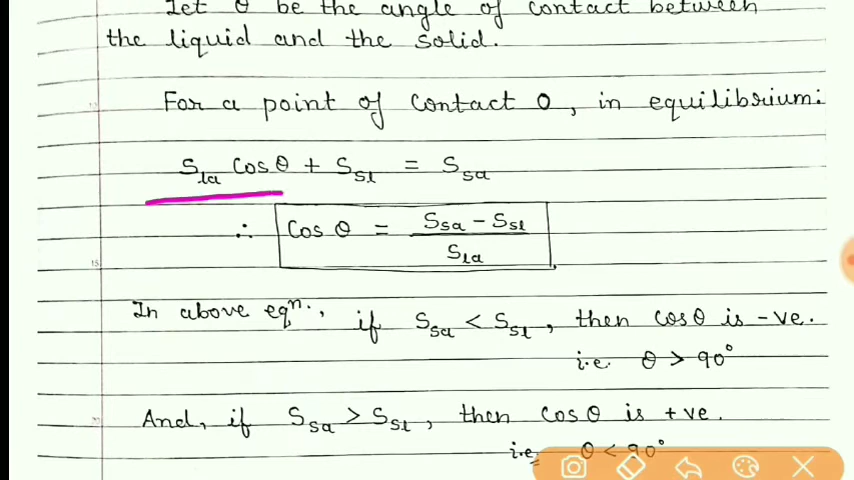 Let θ be the angle of contact between
the liquid and the solid.
For a point of contact O, in equilibrium:
S_la Cosθ + S_sl = S_sa
∴ Cos θ = (S_sa − S_sl) / S_la
In above eqn., if S_sa < S_sl, then cosθ is -ve.
i.e. θ > 90°
And, if S_sa > S_sl, then cosθ is +ve.
i.e. θ < 90°